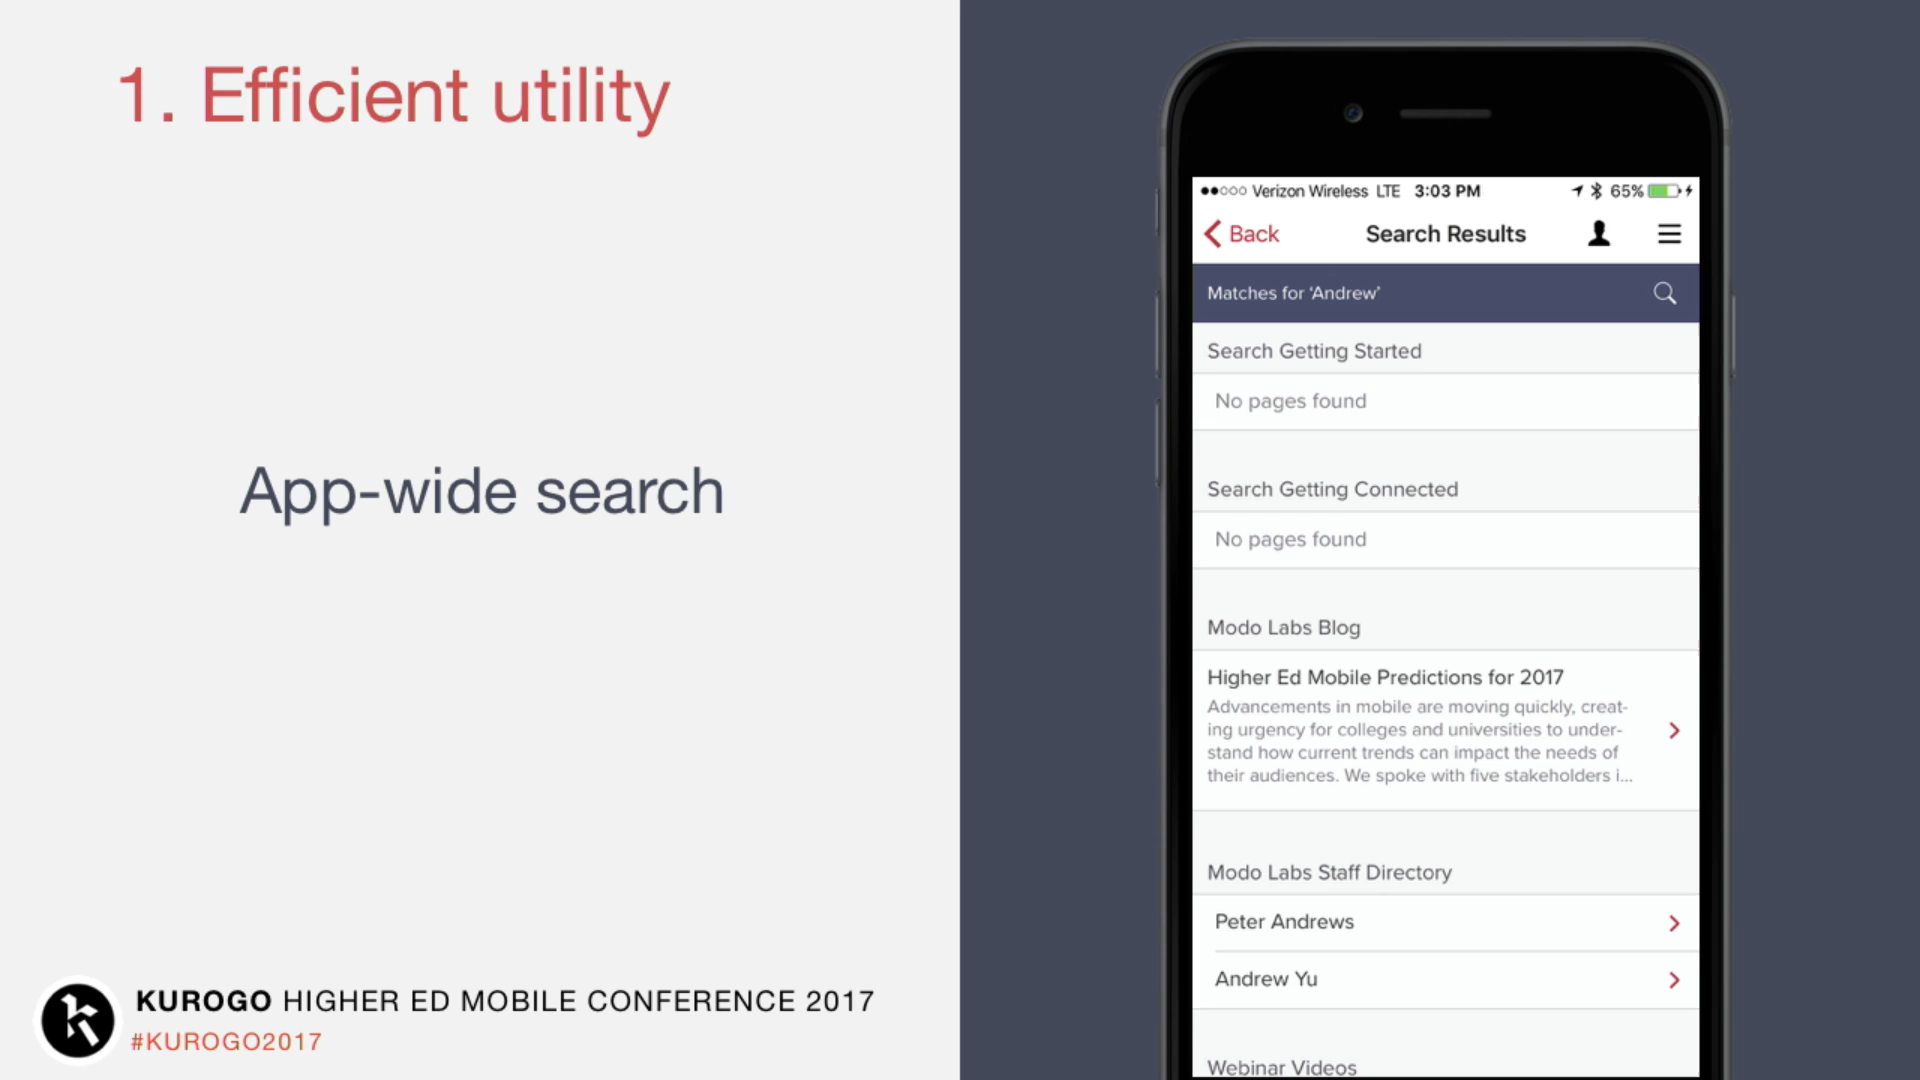 1. Efficient utility
App-wide search
KUROGO HIGHER ED MOBILE CONFERENCE 2017
#KUROGO2017
Verizon Wireless LTE 3:03 PM 65%
Back Search Results
Matches for ‘Andrew’
Search Getting Started
No pages found
Search Getting Connected
No pages found
Modo Labs Blog
Higher Ed Mobile Predictions for 2017
Advancements in mobile are moving quickly, creat-
ing urgency for colleges and universities to under-
stand how current trends can impact the needs of
their audiences. We spoke with five stakeholders i...
Modo Labs Staff Directory
Peter Andrews
Andrew Yu
Webinar Videos